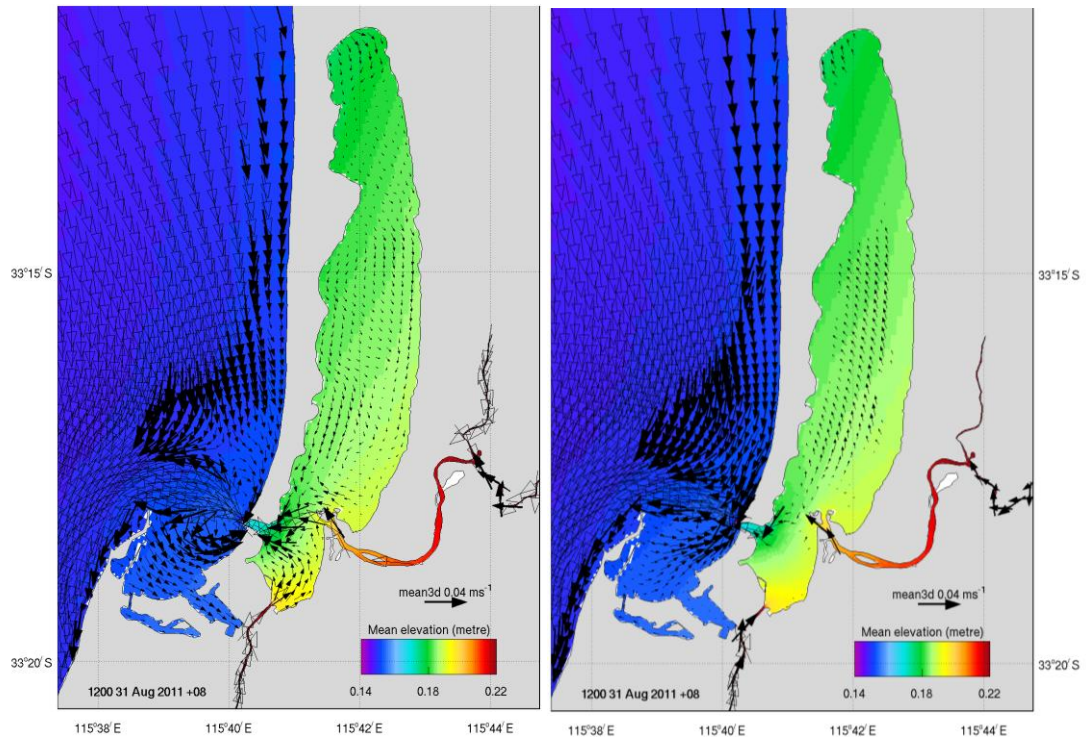 33°15′ S
33°20′ S
mean3d 0.04 ms⁻¹
Mean elevation (metre)
0.14 0.18 0.22
1200 31 Aug 2011 +08
115°38′ E 115°40′ E 115°42′ E 115°44′ E
33°15′ S
33°20′ S
mean3d 0.04 ms⁻¹
Mean elevation (metre)
0.14 0.18 0.22
1200 31 Aug 2011 +08
115°38′ E 115°40′ E 115°42′ E 115°44′ E